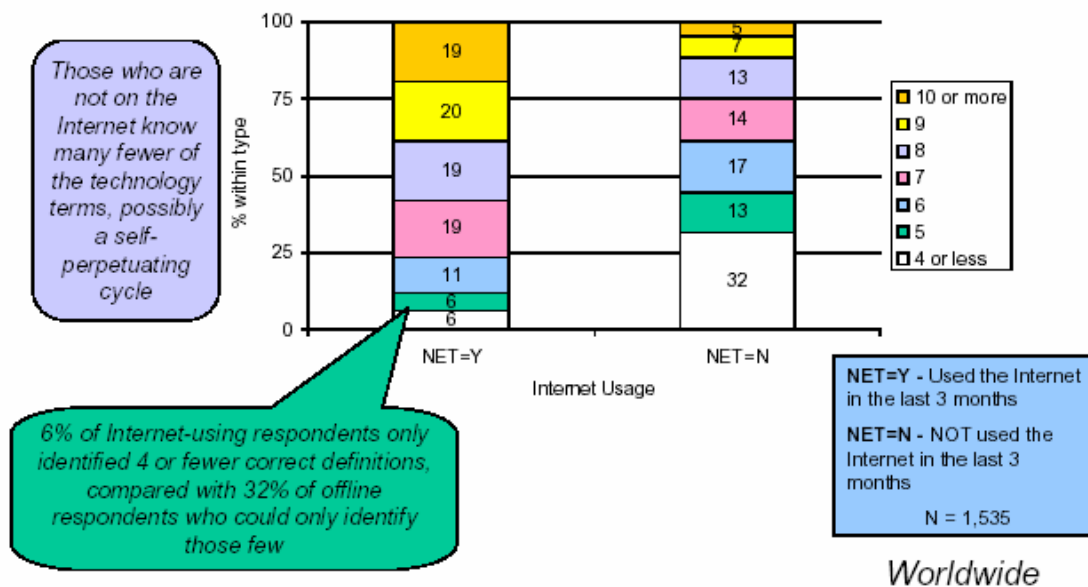 Those who are
not on the
Internet know
many fewer of
the technology
terms, possibly
a self-
perpetuating
cycle
% within type
100
75
50
25
0
19
20
19
19
11
6
6
5
7
13
14
17
13
32
NET=Y
NET=N
Internet Usage
10 or more
9
8
7
6
5
4 or less
6% of Internet-using respondents only
identified 4 or fewer correct definitions,
compared with 32% of offline
respondents who could only identify
those few
NET=Y - Used the Internet
in the last 3 months
NET=N - NOT used the
Internet in the last 3
months
N = 1,535
Worldwide